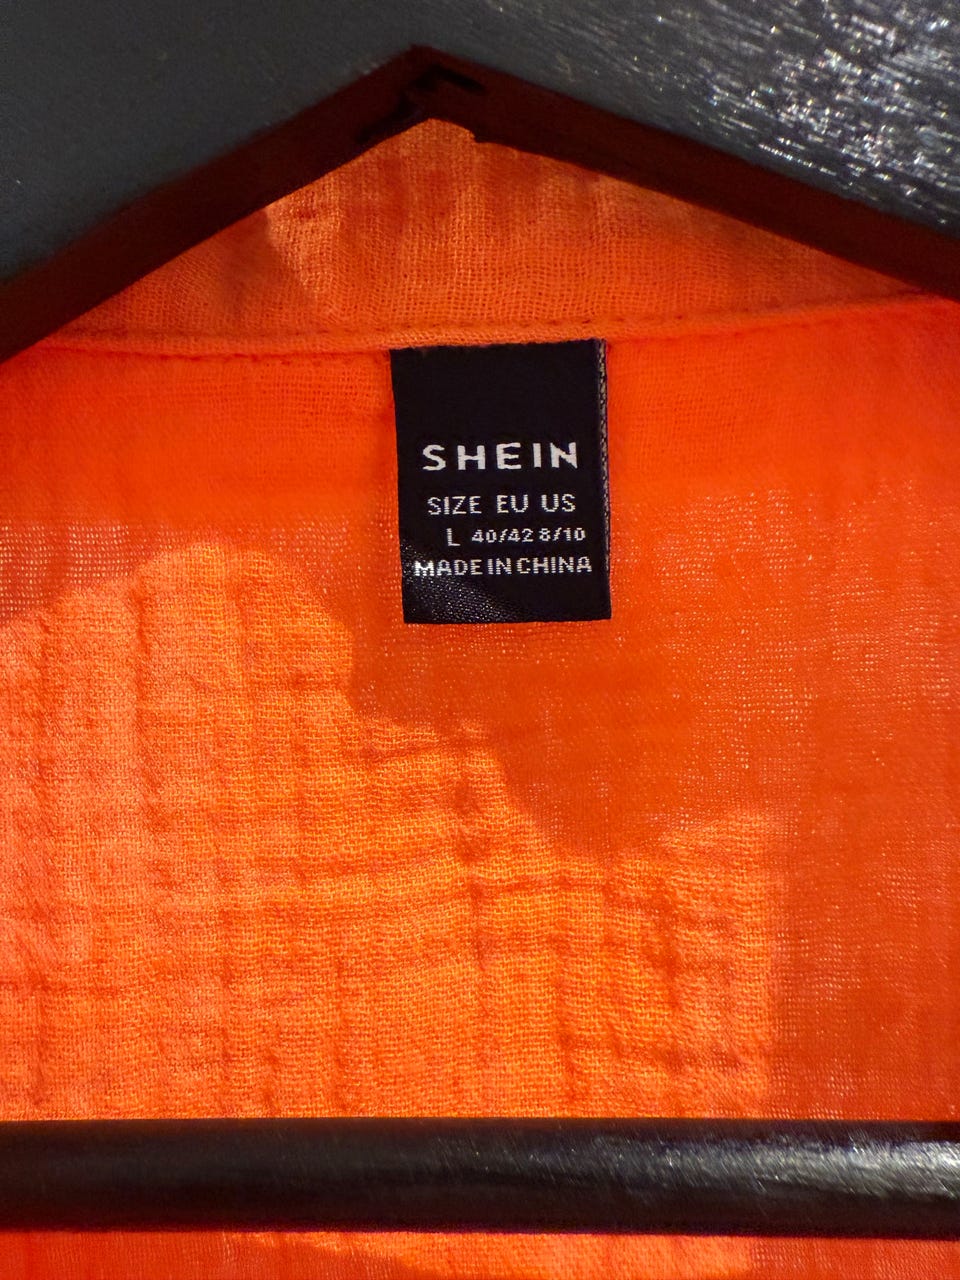 SHEIN
SIZE EU US
L 40/42 8/10
MADE IN CHINA